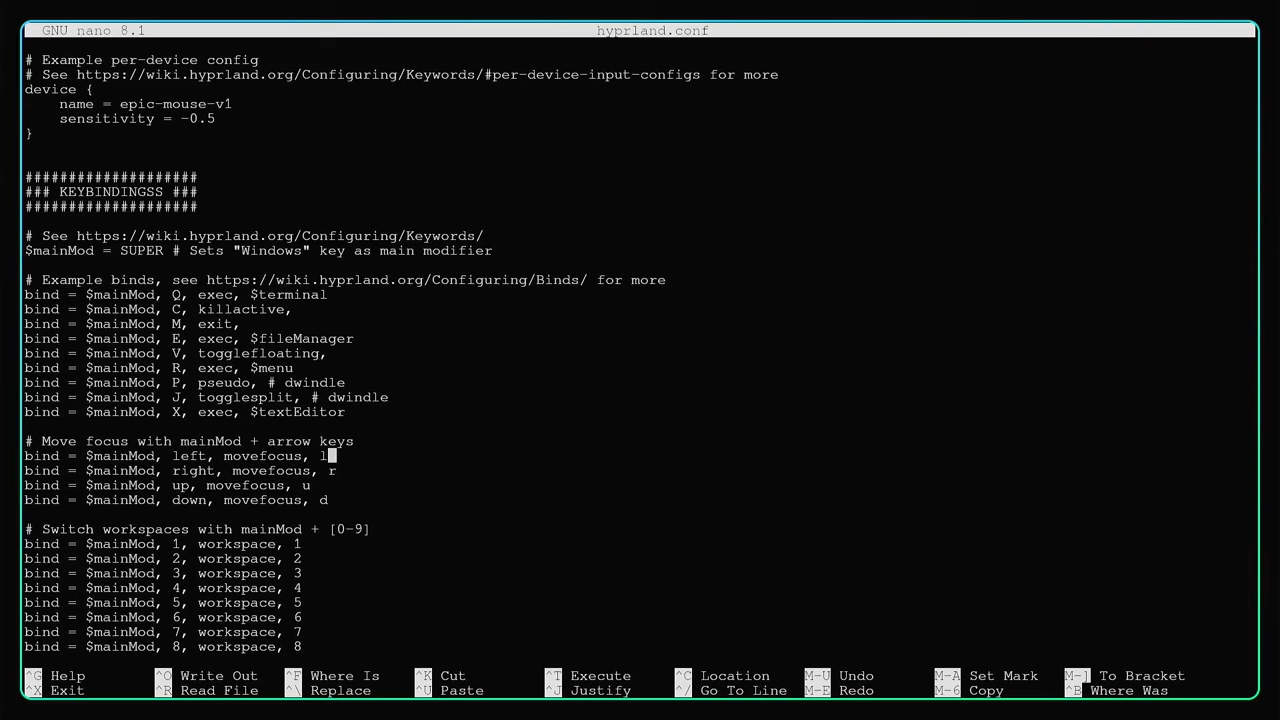 GNU nano 8.1 hyprland.conf
# Example per-device config
# See https://wiki.hyprland.org/Configuring/Keywords/#per-device-input-configs for more
device {
    name = epic-mouse-v1
    sensitivity = -0.5
}
####################
### KEYBINDINGSS ###
####################
# See https://wiki.hyprland.org/Configuring/Keywords/
$mainMod = SUPER # Sets "Windows" key as main modifier
# Example binds, see https://wiki.hyprland.org/Configuring/Binds/ for more
bind = $mainMod, Q, exec, $terminal
bind = $mainMod, C, killactive,
bind = $mainMod, M, exit,
bind = $mainMod, E, exec, $fileManager
bind = $mainMod, V, togglefloating,
bind = $mainMod, R, exec, $menu
bind = $mainMod, P, pseudo, # dwindle
bind = $mainMod, J, togglesplit, # dwindle
bind = $mainMod, X, exec, $textEditor
# Move focus with mainMod + arrow keys
bind = $mainMod, left, movefocus, l
bind = $mainMod, right, movefocus, r
bind = $mainMod, up, movefocus, u
bind = $mainMod, down, movefocus, d
# Switch workspaces with mainMod + [0-9]
bind = $mainMod, 1, workspace, 1
bind = $mainMod, 2, workspace, 2
bind = $mainMod, 3, workspace, 3
bind = $mainMod, 4, workspace, 4
bind = $mainMod, 5, workspace, 5
bind = $mainMod, 6, workspace, 6
bind = $mainMod, 7, workspace, 7
bind = $mainMod, 8, workspace, 8
^G Help ^O Write Out ^F Where Is ^K Cut ^T Execute ^C Location M-U Undo M-A Set Mark M-] To Bracket
^X Exit ^R Read File ^\ Replace ^U Paste ^J Justify ^/ Go To Line M-E Redo M-6 Copy ^B Where Was